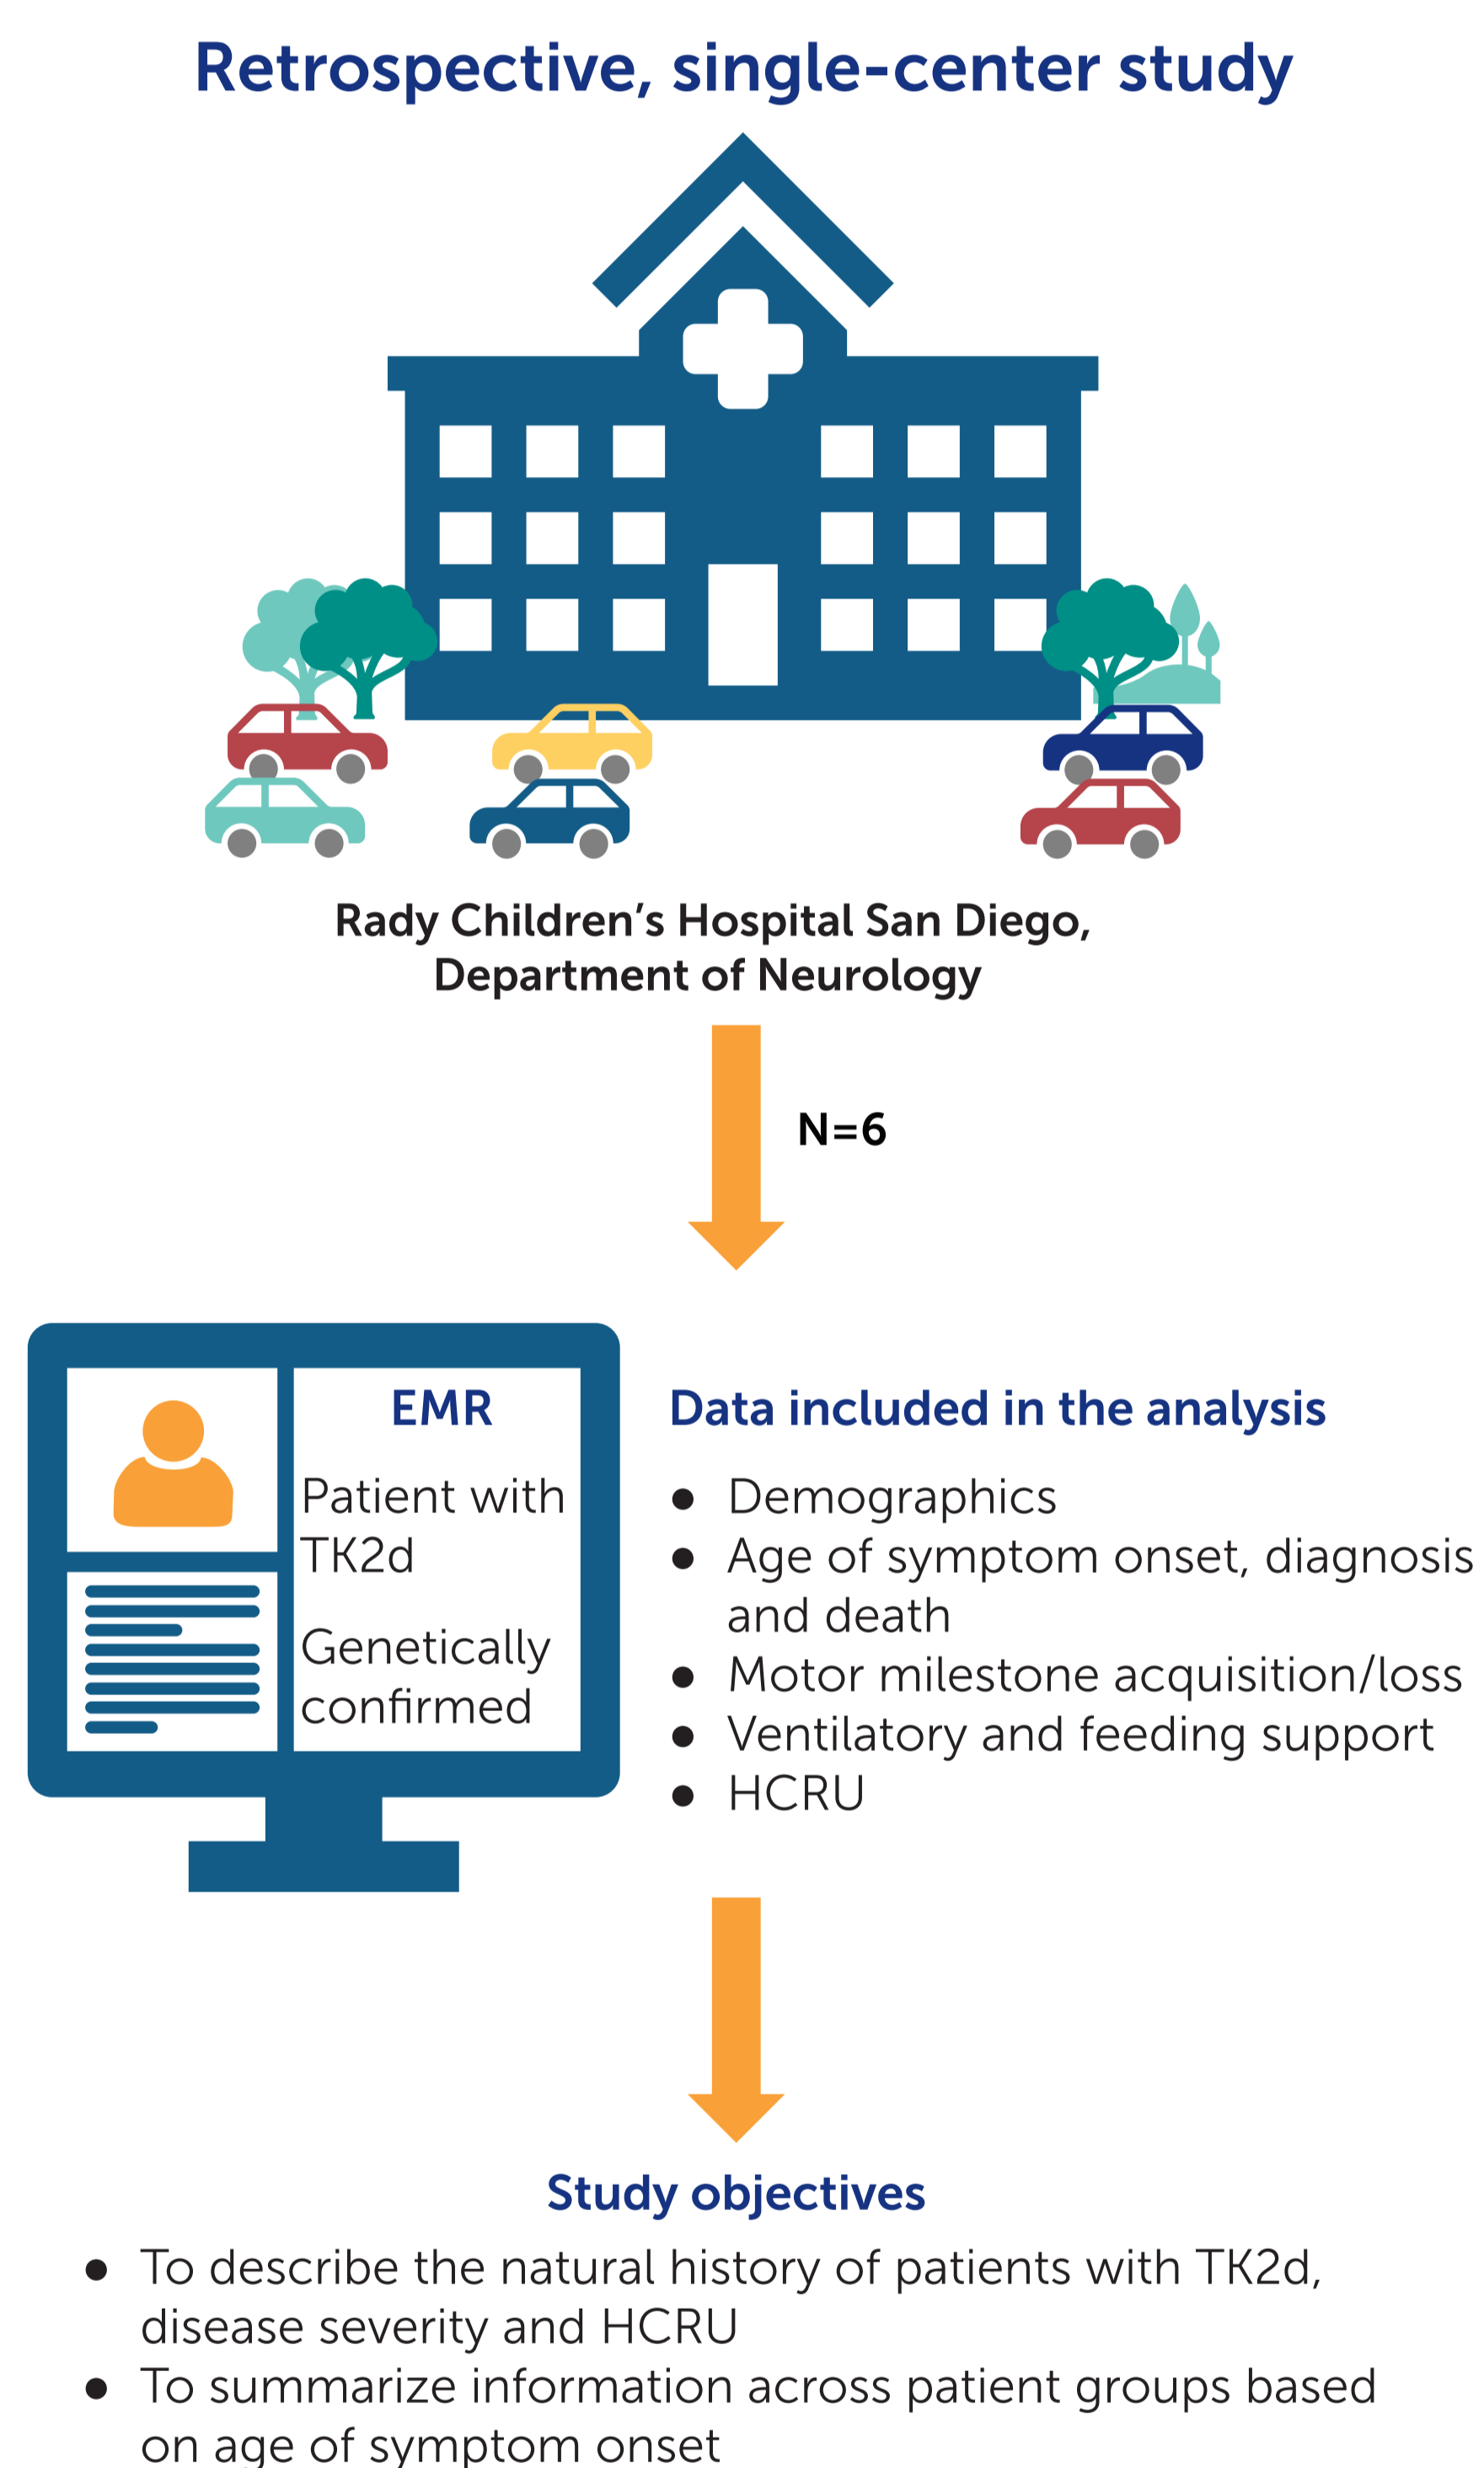 Retrospective, single-center study
Rady Children’s Hospital San Diego,
Department of Neurology
N=6
EMR
Patient with
TK2d
Genetically
confirmed
Data included in the analysis
● Demographics
● Age of symptom onset, diagnosis
and death
● Motor milestone acquisition/loss
● Ventilatory and feeding support
● HCRU
Study objectives
● To describe the natural history of patients with TK2d,
disease severity and HCRU
● To summarize information across patient groups based
on age of symptom onset